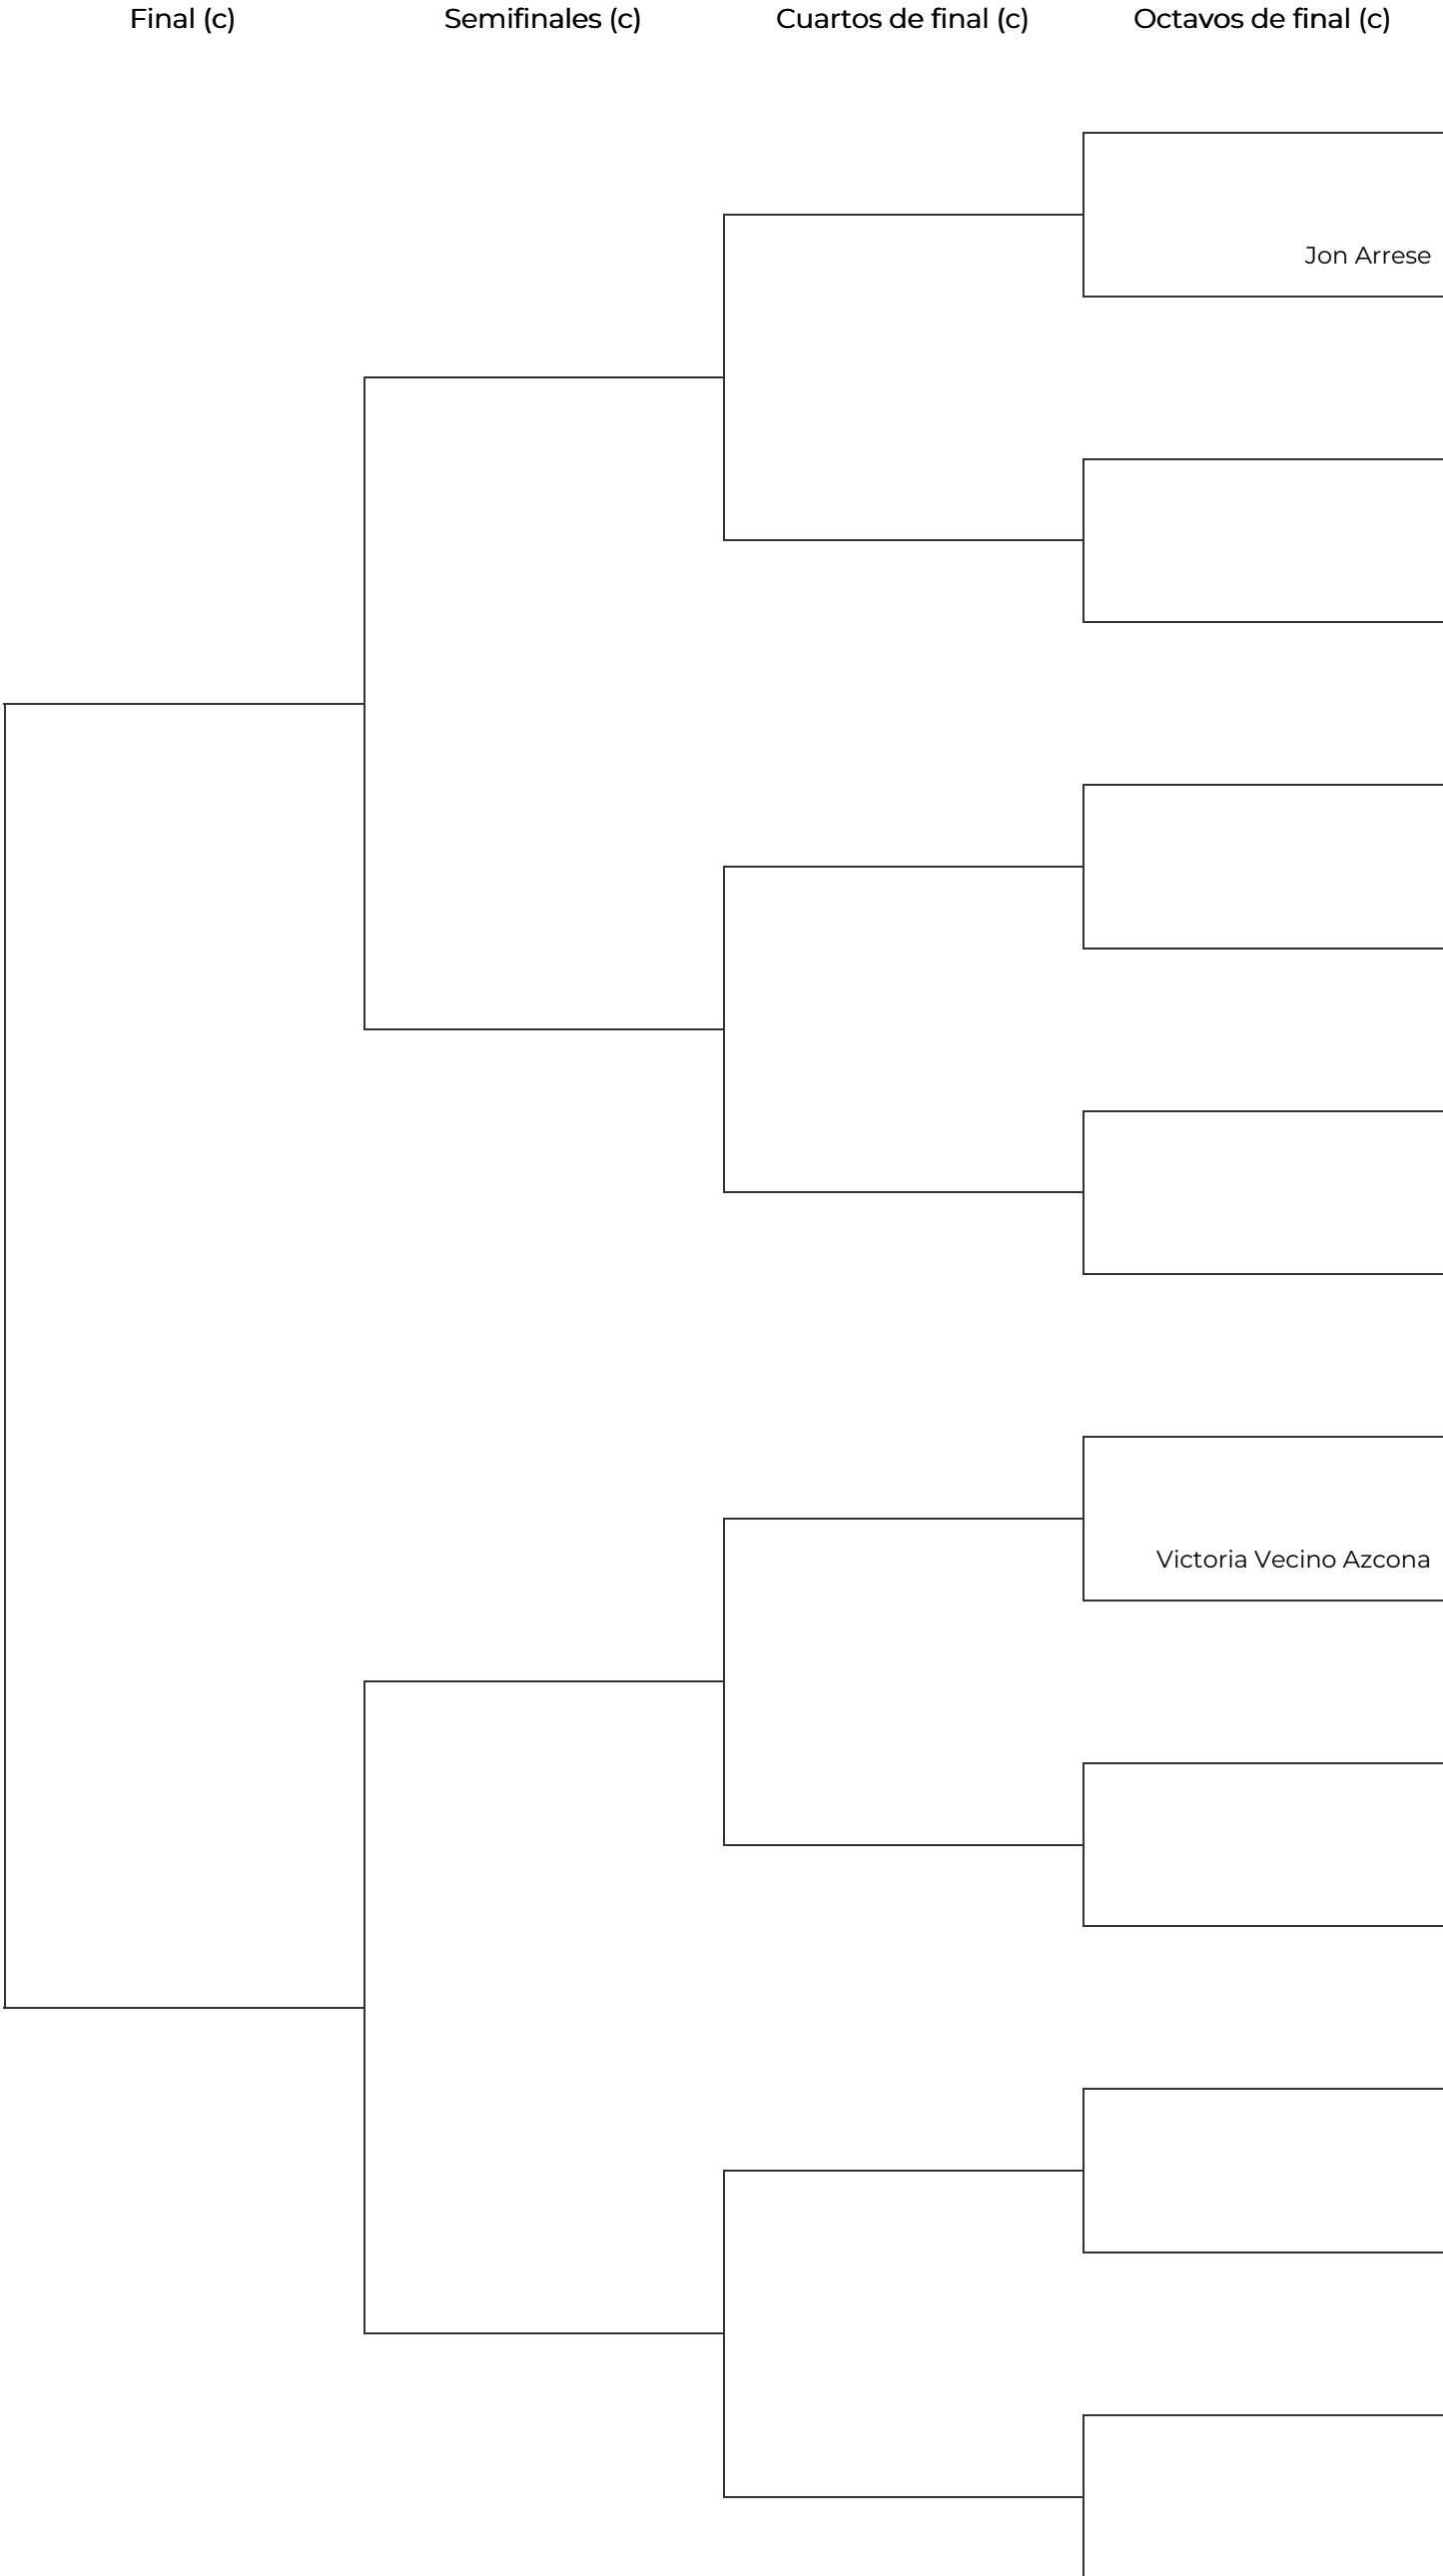 Final (c)
Semifinales (c)
Cuartos de final (c)
Octavos de final (c)
Jon Arrese
Victoria Vecino Azcona